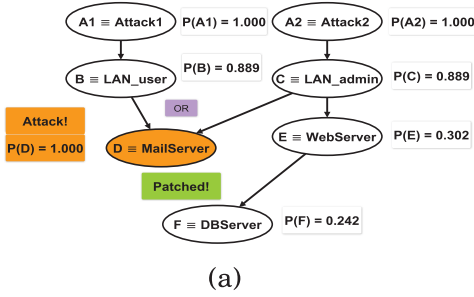 A1 ≡ Attack1
P(A1) = 1.000
A2 ≡ Attack2
P(A2) = 1.000
B ≡ LAN_user
P(B) = 0.889
C ≡ LAN_admin
P(C) = 0.889
OR
Attack!
P(D) = 1.000
D ≡ MailServer
E ≡ WebServer
P(E) = 0.302
Patched!
F ≡ DBServer
P(F) = 0.242
(a)